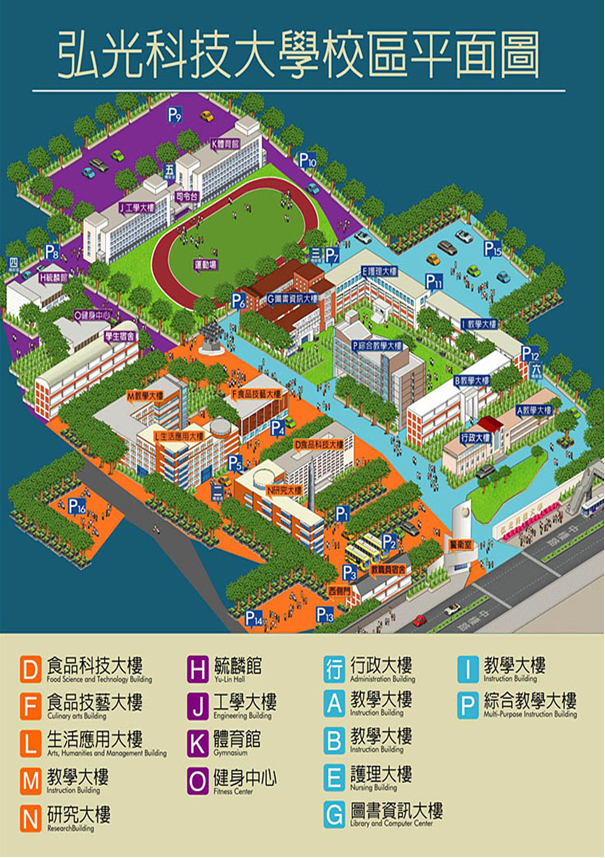 弘光科技大學校區平面圖
P9
K體育館
P10
五
司令台
J工學大樓
四
P8
H毓麟館
運動場
三
P7
E護理大樓
P15
P11
P6
G圖書資訊大樓
O健身中心
學生宿舍
I 教學大樓
P綜合教學大樓
P12
六
B教學大樓
M教學大樓
F食品技藝大樓
A教學大樓
P4
L生活應用大樓
D食品科技大樓
行政大樓
P5
二
N研究大樓
P16
P1
P2
警衛室
P3
教職員宿舍
西側門
中棲路
中棲路
P14
P13
D 食品科技大樓
Food Science and Technology Building
F 食品技藝大樓
Culinary arts Building
L 生活應用大樓
Arts, Humanities and Management Building
M 教學大樓
Instruction Building
N 研究大樓
ResearchBuilding
H 毓麟館
Yu-Lin Hall
J 工學大樓
Engineering Building
K 體育館
Gymnasium
O 健身中心
Fitness Center
行 行政大樓
Administration Building
A 教學大樓
Instruction Building
B 教學大樓
Instruction Building
E 護理大樓
Nursing Building
G 圖書資訊大樓
Library and Computer Center
I 教學大樓
Instruction Building
P 綜合教學大樓
Multi-Purpose Instruction Building